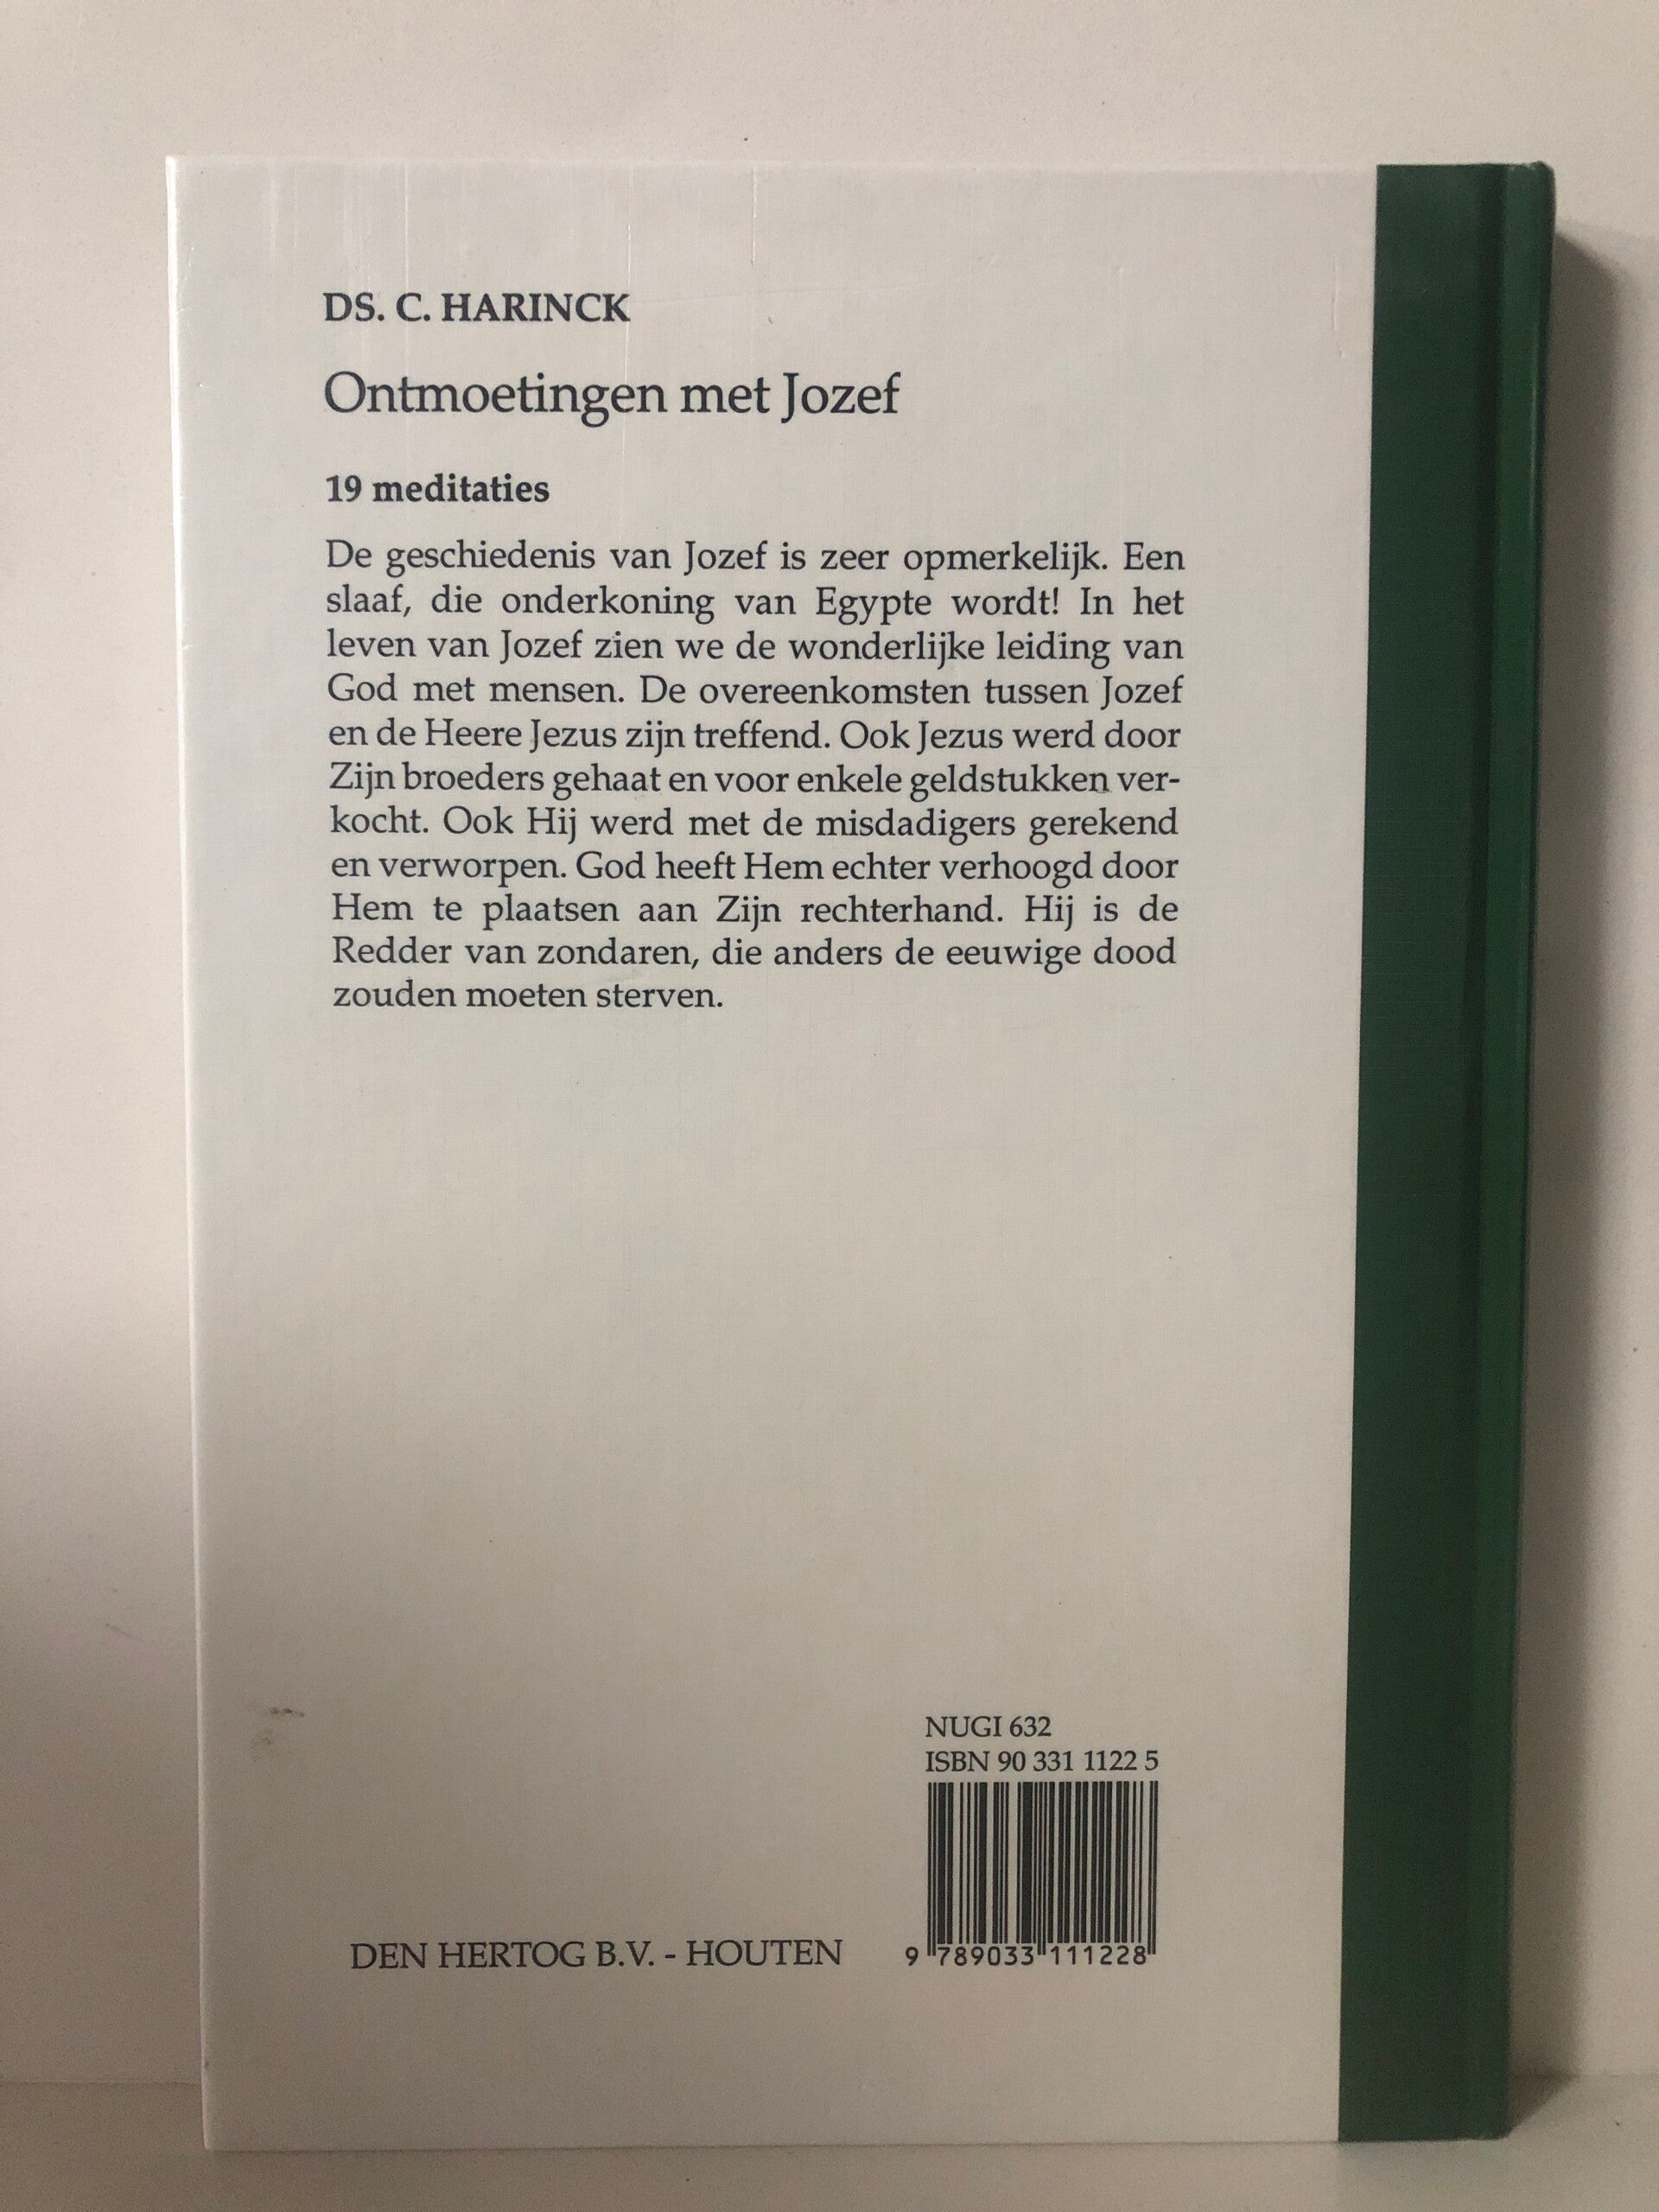 DS. C. HARINCK
Ontmoetingen met Jozef
19 meditaties
De geschiedenis van Jozef is zeer opmerkelijk. Een
slaaf, die onderkoning van Egypte wordt! In het
leven van Jozef zien we de wonderlijke leiding van
God met mensen. De overeenkomsten tussen Jozef
en de Heere Jezus zijn treffend. Ook Jezus werd door
Zijn broeders gehaat en voor enkele geldstukken ver-
kocht. Ook Hij werd met de misdadigers gerekend
en verworpen. God heeft Hem echter verhoogd door
Hem te plaatsen aan Zijn rechterhand. Hij is de
Redder van zondaren, die anders de eeuwige dood
zouden moeten sterven.
NUGI 632
ISBN 90 331 1122 5
9 789033 111228
DEN HERTOG B.V. - HOUTEN